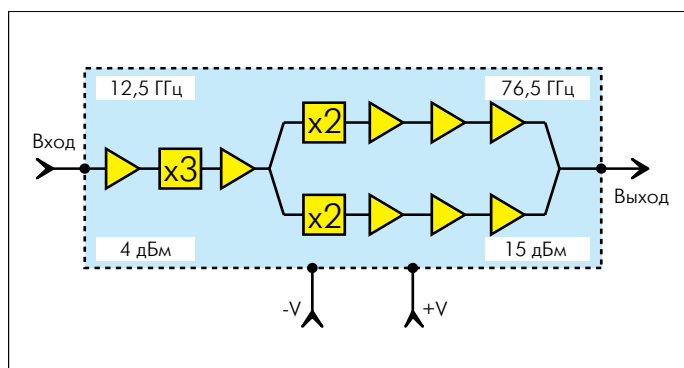 12,5 ГГц
76,5 ГГц
x2
Вход
x3
x2
Выход
4 дБм
15 дБм
-V
+V